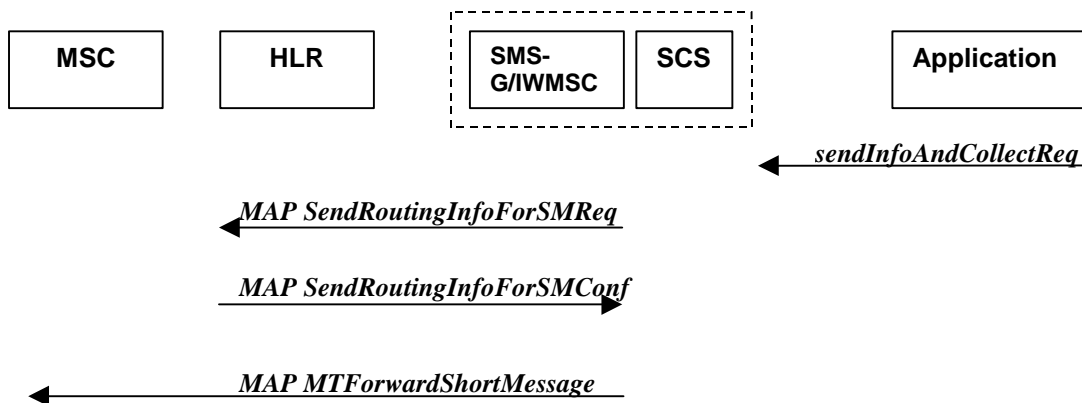 MSC
HLR
SMS-
G/IWMSC
SCS
Application
sendInfoAndCollectReq
MAP SendRoutingInfoForSMReq
MAP SendRoutingInfoForSMConf
MAP MTForwardShortMessage